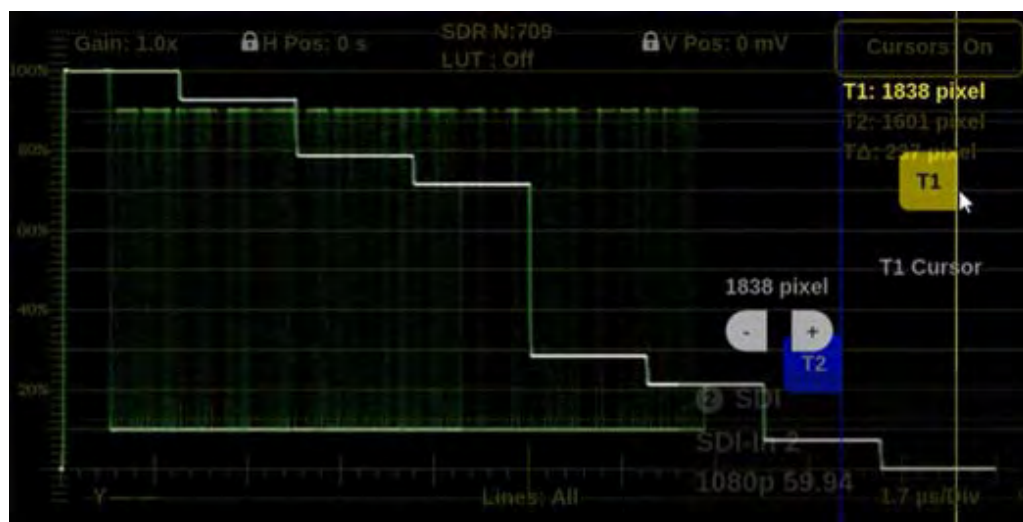 Gain: 1.0x
H Pos: 0 s
SDR N:709
LUT : Off
V Pos: 0 mV
Cursors: On
100%
T1: 1838 pixel
T2: 1601 pixel
TΔ: 237 pixel
80%
T1
60%
T1 Cursor
1838 pixel
40%
- +
T2
20%
2 SDI
SDI-In 2
1080p 59.94
Y
Lines: All
1.7 µs/Div